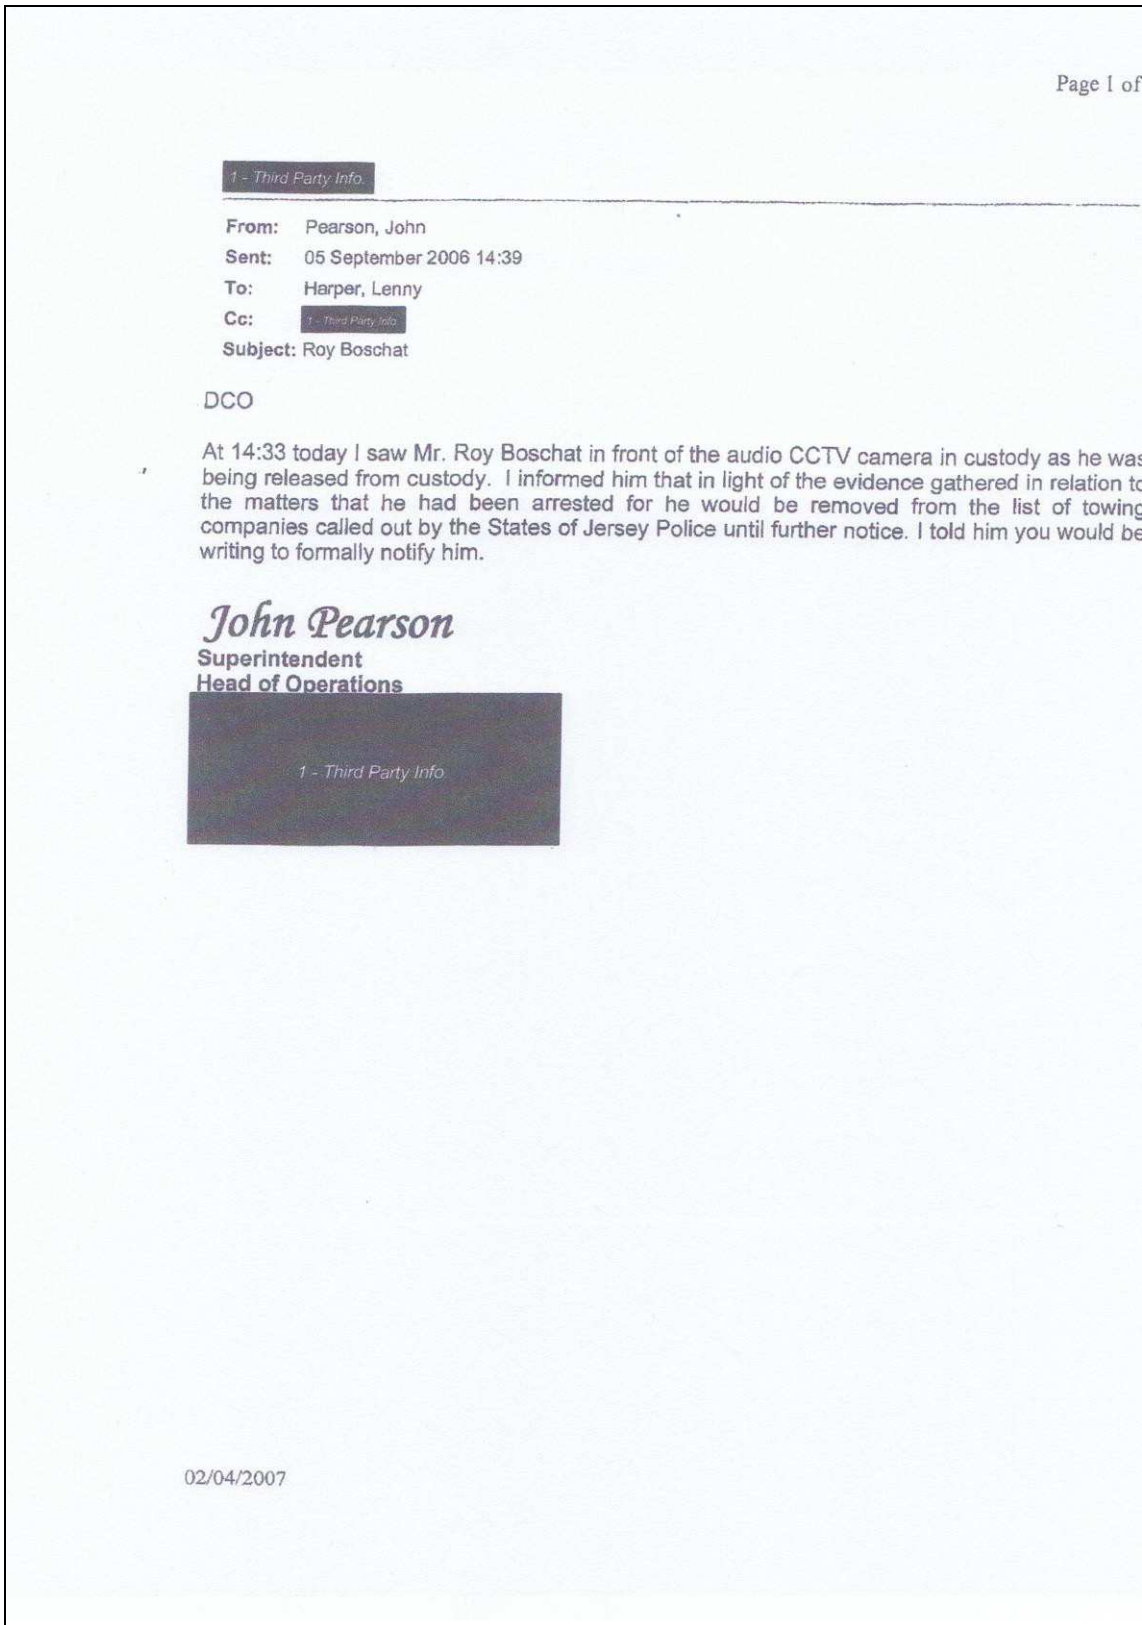 Page 1 of
1 - Third Party Info.
From: Pearson, John
Sent: 05 September 2006 14:39
To: Harper, Lenny
Cc: 1 - Third Party Info
Subject: Roy Boschat
DCO
At 14:33 today I saw Mr. Roy Boschat in front of the audio CCTV camera in custody as he was
being released from custody. I informed him that in light of the evidence gathered in relation to
the matters that he had been arrested for he would be removed from the list of towing
companies called out by the States of Jersey Police until further notice. I told him you would be
writing to formally notify him.
John Pearson
Superintendent
Head of Operations
1 - Third Party Info.
02/04/2007